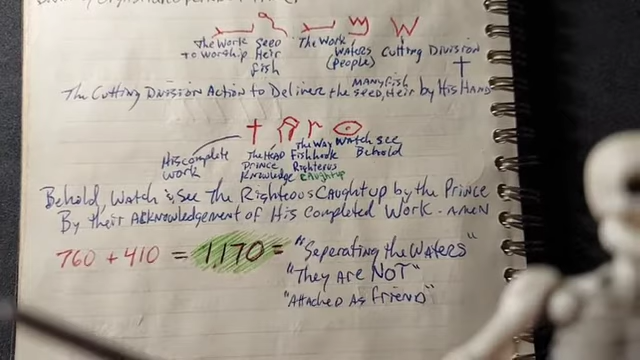 The Work Seed The Work Waters Cutting Division
To Worship Heir (People)
fish
The Cutting Division Action to Deliver the many fish seed, Heir by His Hand
His complete The Head The Way Watch See
Work Prince Fishhook Behold
Knowledge Righteous
Caught up
Behold, Watch & See The Righteous Caught up by the Prince
By their Acknowledgement of His Completed Work - AMEN
760 + 410 = 1,170 = "Seperating the Waters"
"They Are NOT"
"Attached As friend"